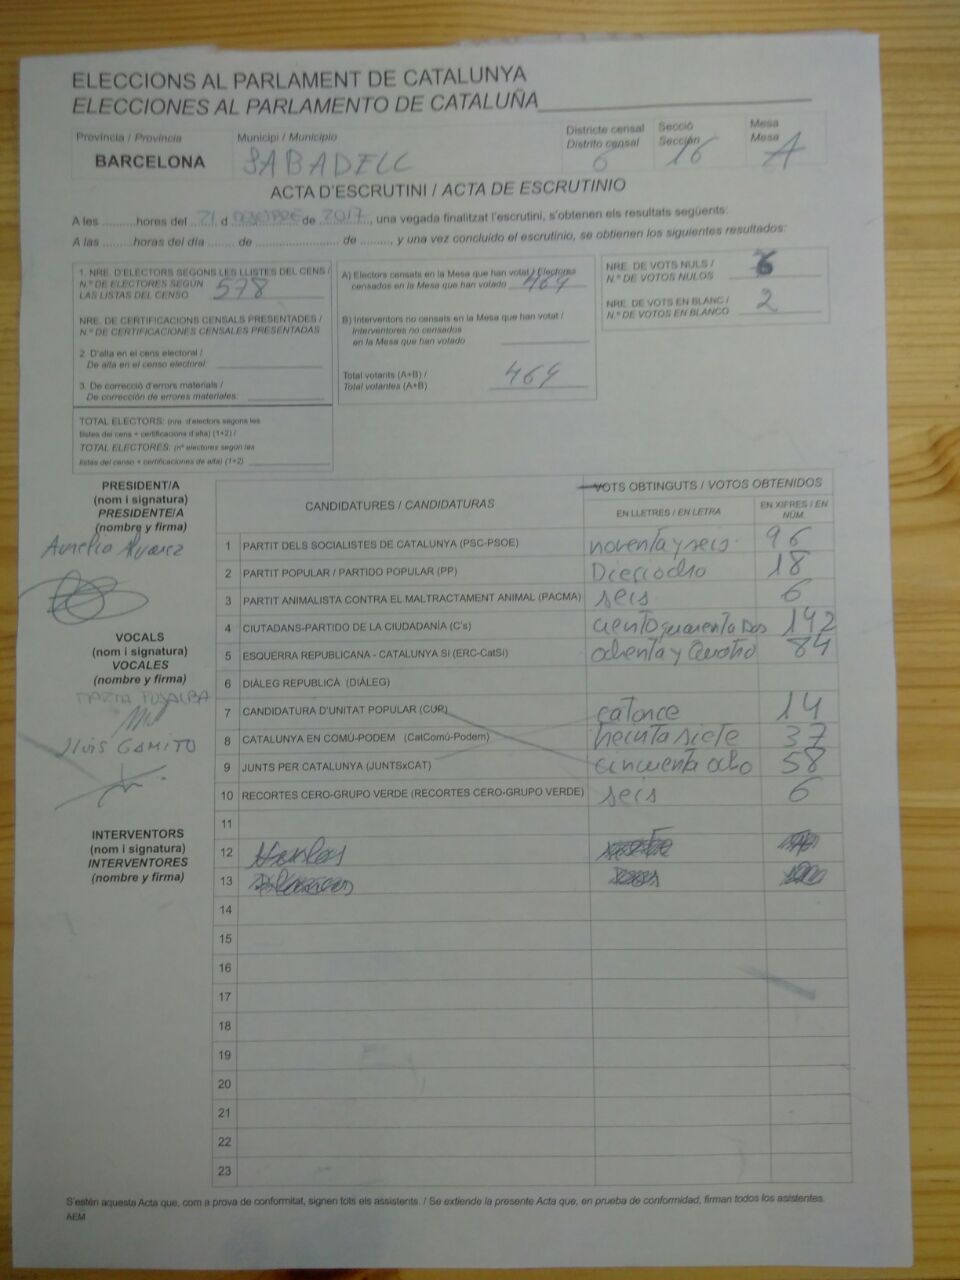 ELECCIONS AL PARLAMENT DE CATALUNYA
ELECCIONES AL PARLAMENTO DE CATALUÑA
Província / Provincia
BARCELONA
Municipi / Municipio
SABADELL
Districte censal
Distrito censal
6
Secció
Sección
16
Mesa
Mesa
A
ACTA D'ESCRUTINI / ACTA DE ESCRUTINIO
A les ......... hores del 21 d de 2017, una vegada finalitzat l'escrutini, s'obtenen els resultats següents:
A las ......... horas del día ....... de ....................... de ........., y una vez concluido el escrutinio, se obtienen los siguientes resultados:
1. NRE. D'ELECTORS SEGONS LES LLISTES DEL CENS /
N.º DE ELECTORES SEGÚN
LAS LISTAS DEL CENSO 578
NRE. DE CERTIFICACIONS CENSALS PRESENTADES /
N.º DE CERTIFICACIONES CENSALES PRESENTADAS
2. D'alta en el cens electoral /
De alta en el censo electoral:
3. De correcció d'errors materials /
De corrección de errores materiales:
TOTAL ELECTORS: (nre. d'electors segons les
llistes del cens + certificacions d'alta) (1+2) /
TOTAL ELECTORES: (nº electores según las
listas del censo + certificaciones de alta) (1+2)
A) Electors censats en la Mesa que han votat / Electores
censados en la Mesa que han votado 469
B) Interventors no censats en la Mesa que han votat /
Interventores no censados
en la Mesa que han votado
Total votants (A+B) /
Total votantes (A+B) 469
NRE. DE VOTS NULS /
N.º DE VOTOS NULOS 6
NRE. DE VOTS EN BLANC /
N.º DE VOTOS EN BLANCO 2
PRESIDENT/A
(nom i signatura)
PRESIDENTE/A
(nombre y firma)
Aurelia Alvarez
VOCALS
(nom i signatura)
VOCALES
(nombre y firma)
LLUIS GAMITO
INTERVENTORS
(nom i signatura)
INTERVENTORES
(nombre y firma)
CANDIDATURES / CANDIDATURAS
VOTS OBTINGUTS / VOTOS OBTENIDOS
EN LLETRES / EN LETRA
EN XIFRES / EN NÚM.
1 PARTIT DELS SOCIALISTES DE CATALUNYA (PSC-PSOE) noventa y seis. 96
2 PARTIT POPULAR / PARTIDO POPULAR (PP) Dieciocho 18
3 PARTIT ANIMALISTA CONTRA EL MALTRACTAMENT ANIMAL (PACMA) seis. 6
4 CIUTADANS-PARTIDO DE LA CIUDADANÍA (C's) ciento cuarenta Dos 142
5 ESQUERRA REPUBLICANA - CATALUNYA SÍ (ERC-CatSí) ochenta y Cuatro 84
6 DIÀLEG REPUBLICÀ (DIÀLEG)
7 CANDIDATURA D'UNITAT POPULAR (CUP) catorce 14
8 CATALUNYA EN COMÚ-PODEM (CatComú-Podem) treinta siete 37
9 JUNTS PER CATALUNYA (JUNTSxCAT) cincuenta ocho 58
10 RECORTES CERO-GRUPO VERDE (RECORTES CERO-GRUPO VERDE) seis 6
11
12
13
14
15
16
17
18
19
20
21
22
23
S'estén aquesta Acta que, com a prova de conformitat, signen tots els assistents. / Se extiende la presente Acta que, en prueba de conformidad, firman todos los asistentes.
AEM